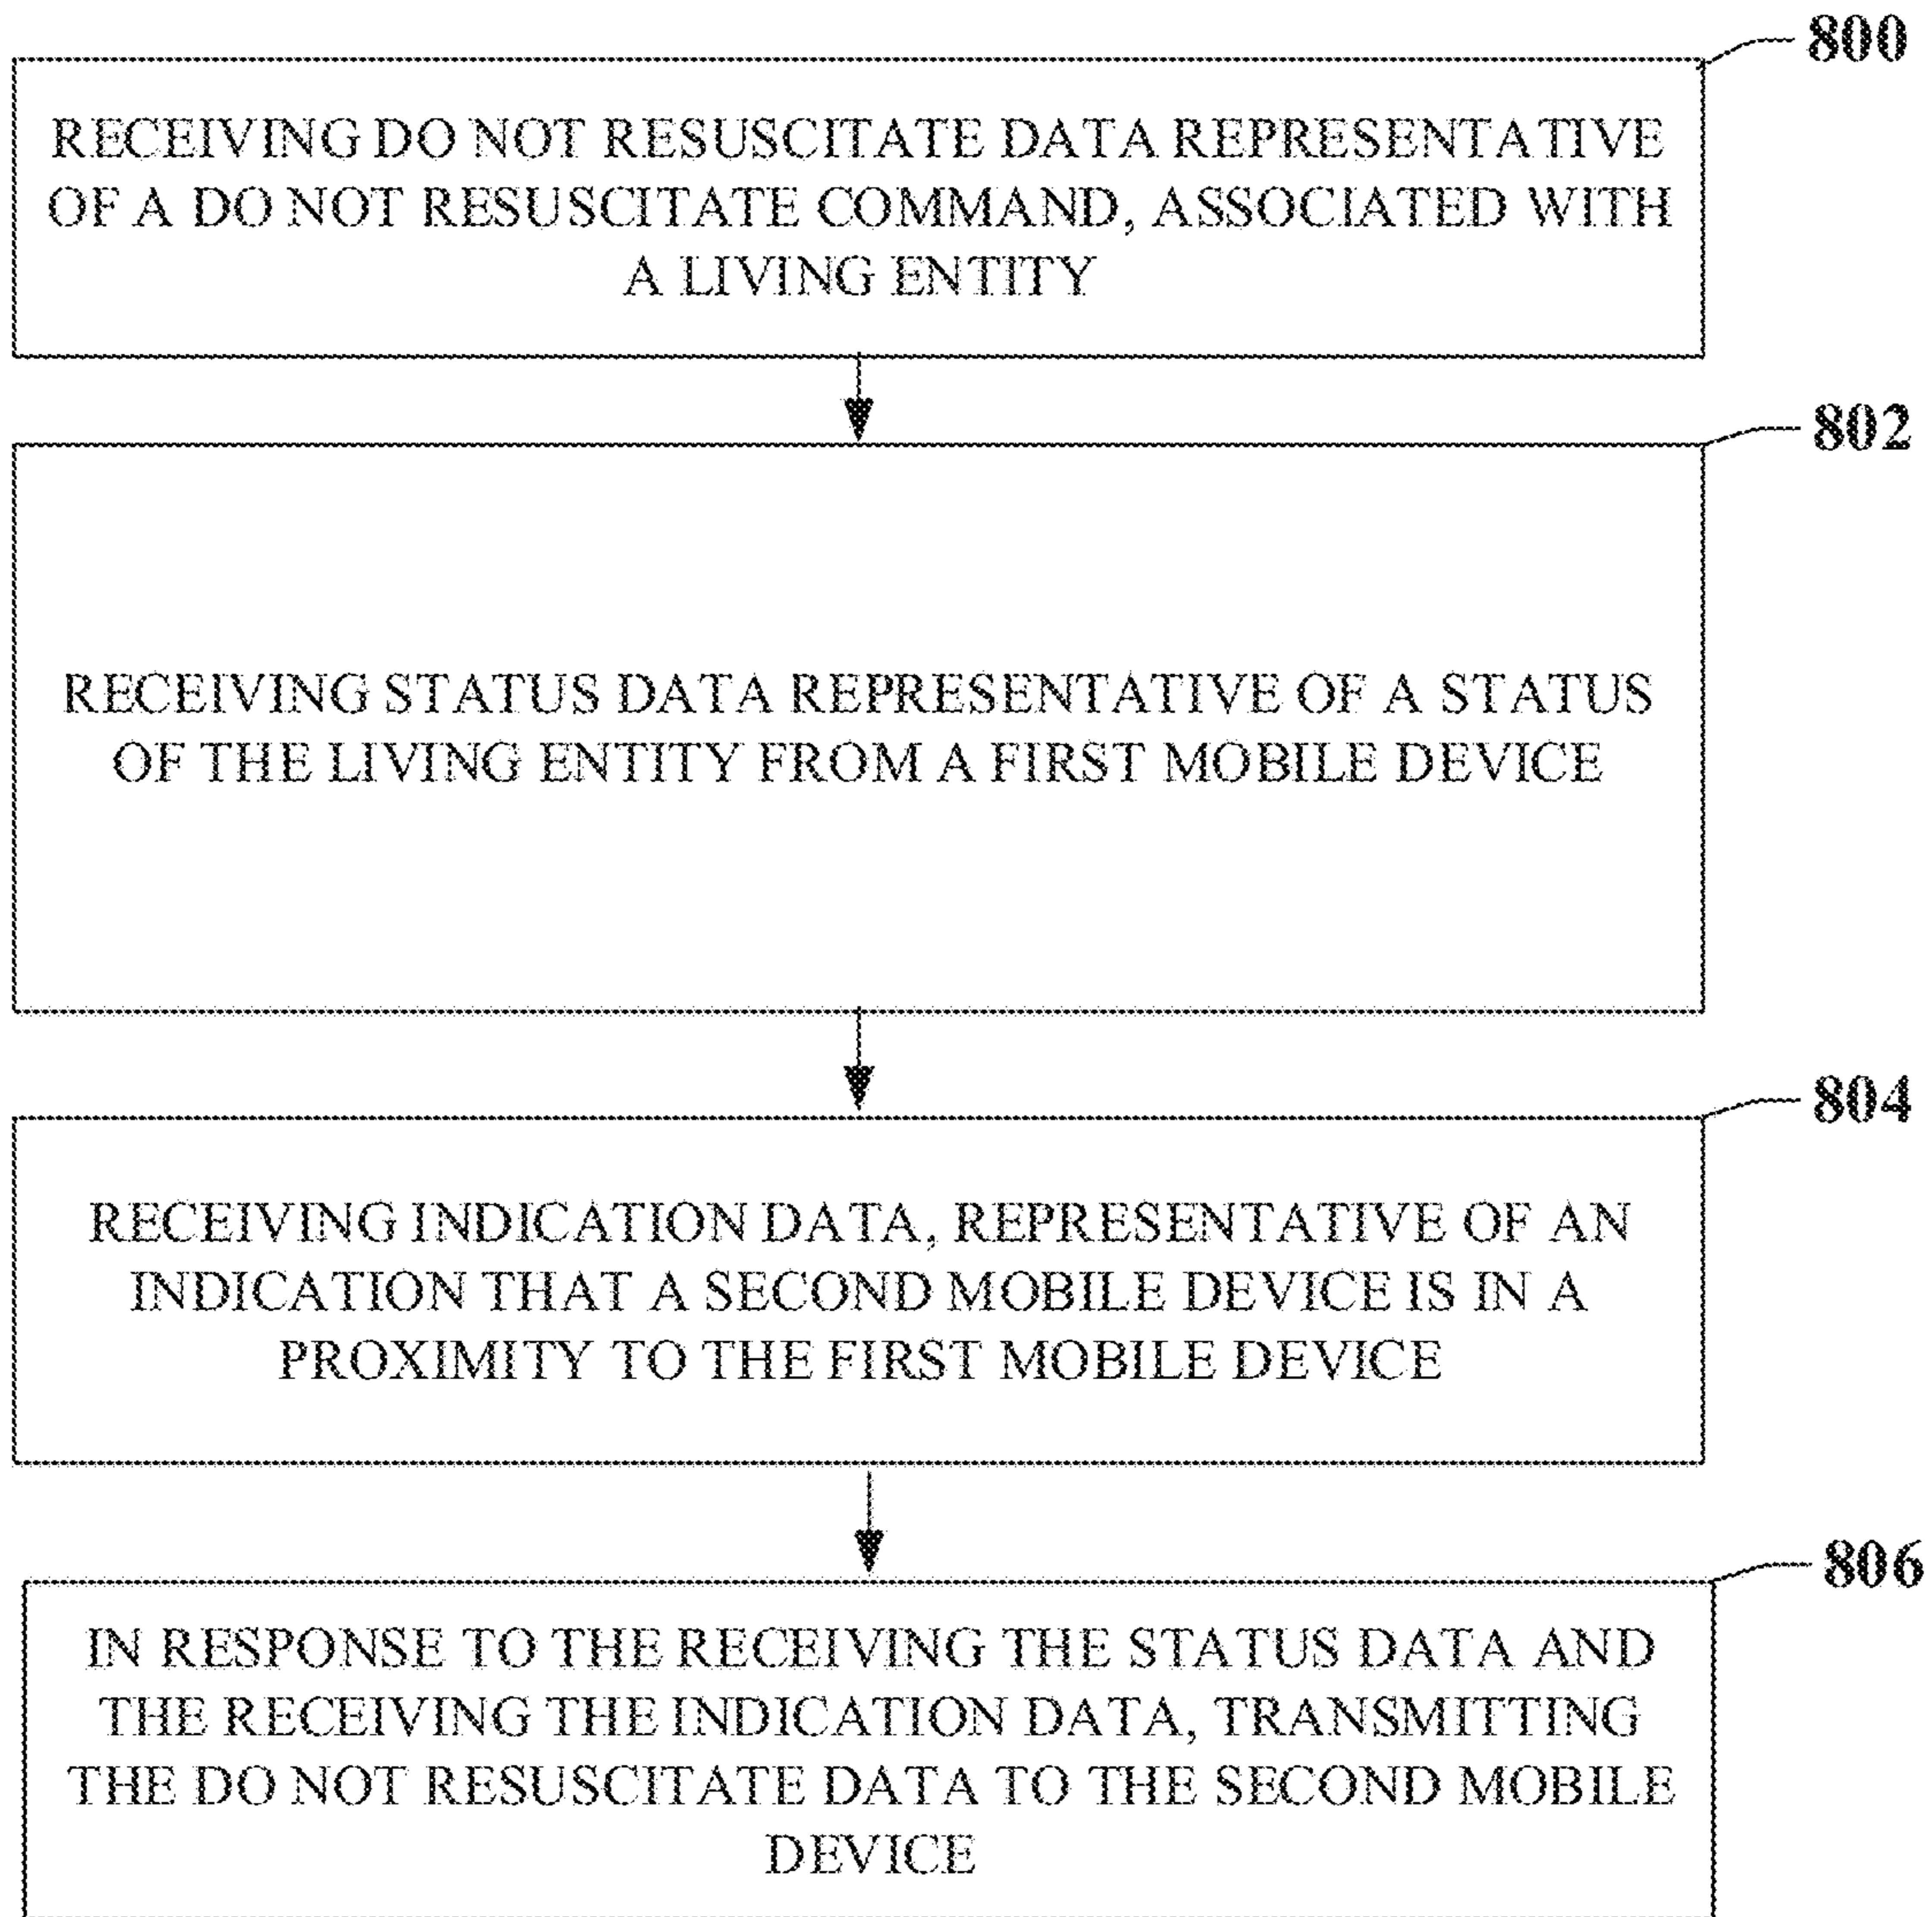 800
RECEIVING DO NOT RESUSCITATE DATA REPRESENTATIVE
OF A DO NOT RESUSCITATE COMMAND, ASSOCIATED WITH
A LIVING ENTITY
802
RECEIVING STATUS DATA REPRESENTATIVE OF A STATUS
OF THE LIVING ENTITY FROM A FIRST MOBILE DEVICE
804
RECEIVING INDICATION DATA, REPRESENTATIVE OF AN
INDICATION THAT A SECOND MOBILE DEVICE IS IN A
PROXIMITY TO THE FIRST MOBILE DEVICE
806
IN RESPONSE TO THE RECEIVING THE STATUS DATA AND
THE RECEIVING THE INDICATION DATA, TRANSMITTING
THE DO NOT RESUSCITATE DATA TO THE SECOND MOBILE
DEVICE